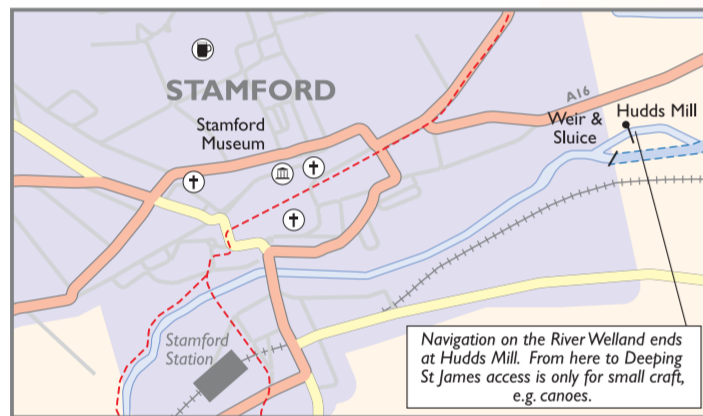 STAMFORD
Stamford
Museum
A16
Weir &
Sluice
Hudds Mill
Stamford
Station
Navigation on the River Welland ends
at Hudds Mill. From here to Deeping
St James access is only for small craft,
e.g. canoes.